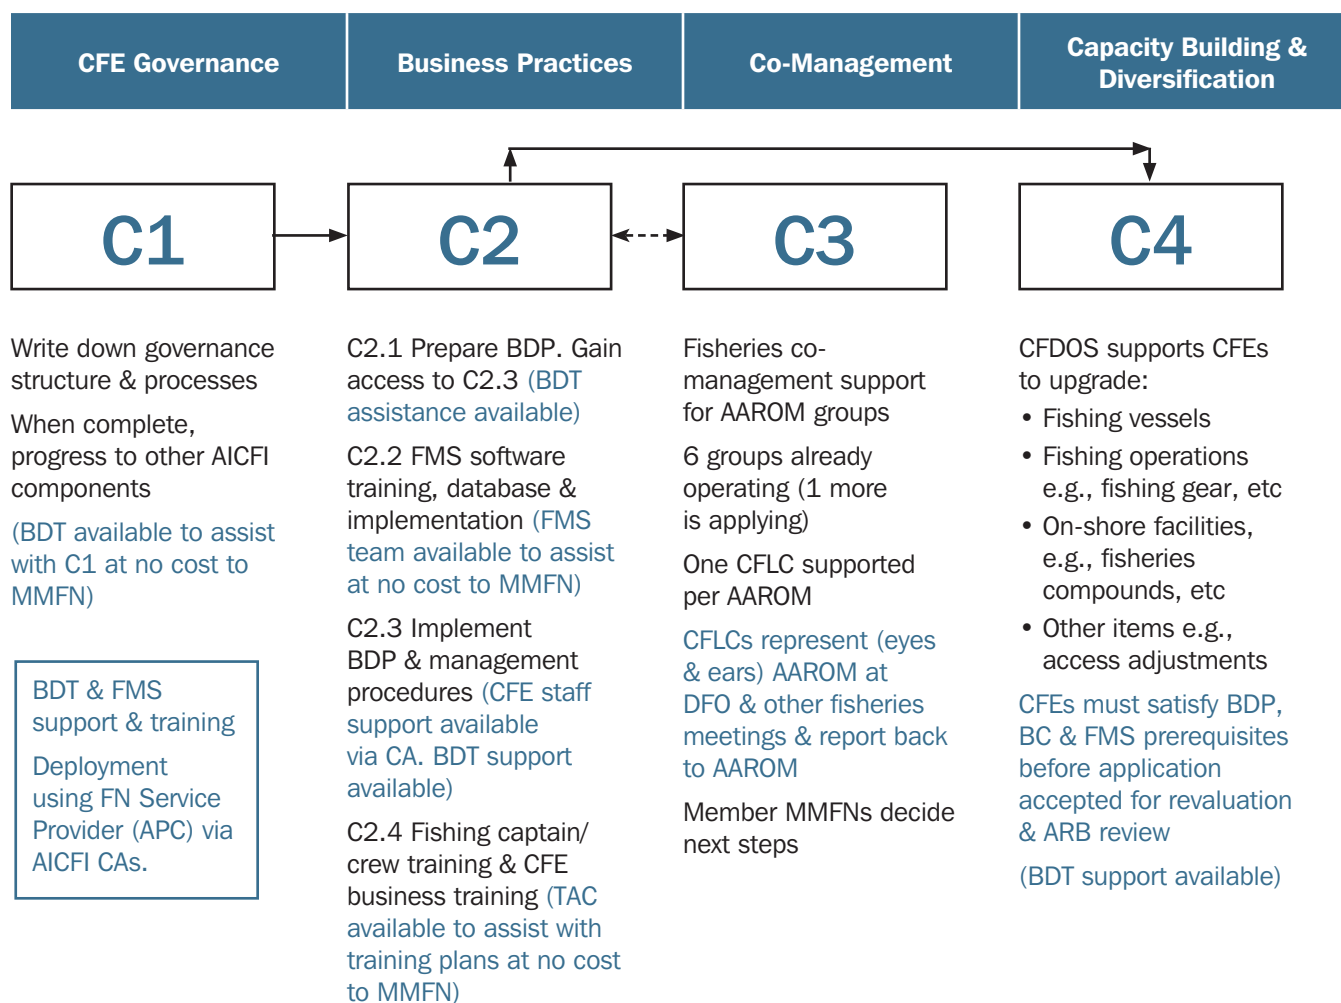 CFE Governance
Business Practices
Co-Management
Capacity Building &
Diversification
C1
C2
C3
C4
Write down governance
structure & processes
When complete,
progress to other AICFI
components
(BDT available to assist
with C1 at no cost to
MMFN)
BDT & FMS
support & training
Deployment
using FN Service
Provider (APC) via
AICFI CAs.
C2.1 Prepare BDP. Gain
access to C2.3 (BDT
assistance available)
C2.2 FMS software
training, database &
implementation (FMS
team available to assist
at no cost to MMFN)
C2.3 Implement
BDP & management
procedures (CFE staff
support available
via CA. BDT support
available)
C2.4 Fishing captain/
crew training & CFE
business training (TAC
available to assist with
training plans at no cost
to MMFN)
Fisheries co-
management support
for AAROM groups
6 groups already
operating (1 more
is applying)
One CFLC supported
per AAROM
CFLCs represent (eyes
& ears) AAROM at
DFO & other fisheries
meetings & report back
to AAROM
Member MMFNs decide
next steps
CFDOS supports CFEs
to upgrade:
• Fishing vessels
• Fishing operations
e.g., fishing gear, etc
• On-shore facilities,
e.g., fisheries
compounds, etc
• Other items e.g.,
access adjustments
CFEs must satisfy BDP,
BC & FMS prerequisites
before application
accepted for revaluation
& ARB review
(BDT support available)